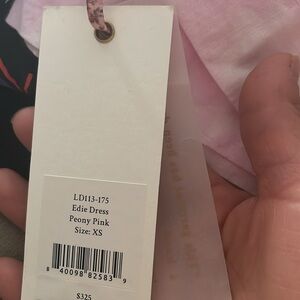 LD113-175
Edie Dress
Peony Pink
Size: XS
8 40098 82583 9
$325